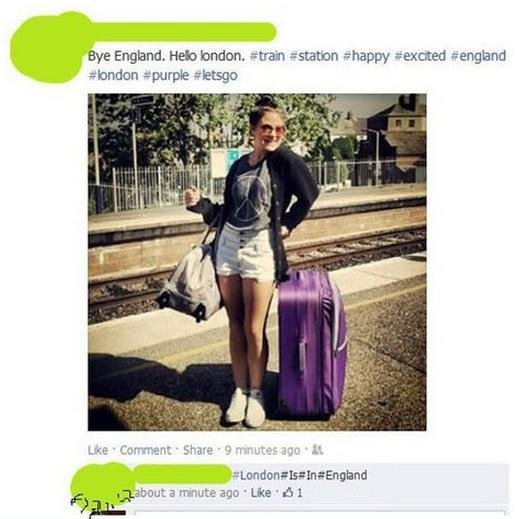 Bye England. Hello london. #train #station #happy #excited #england
#london #purple #letsgo
Like · Comment · Share · 9 minutes ago ·
#London#Is#In#England
about a minute ago · Like · 1